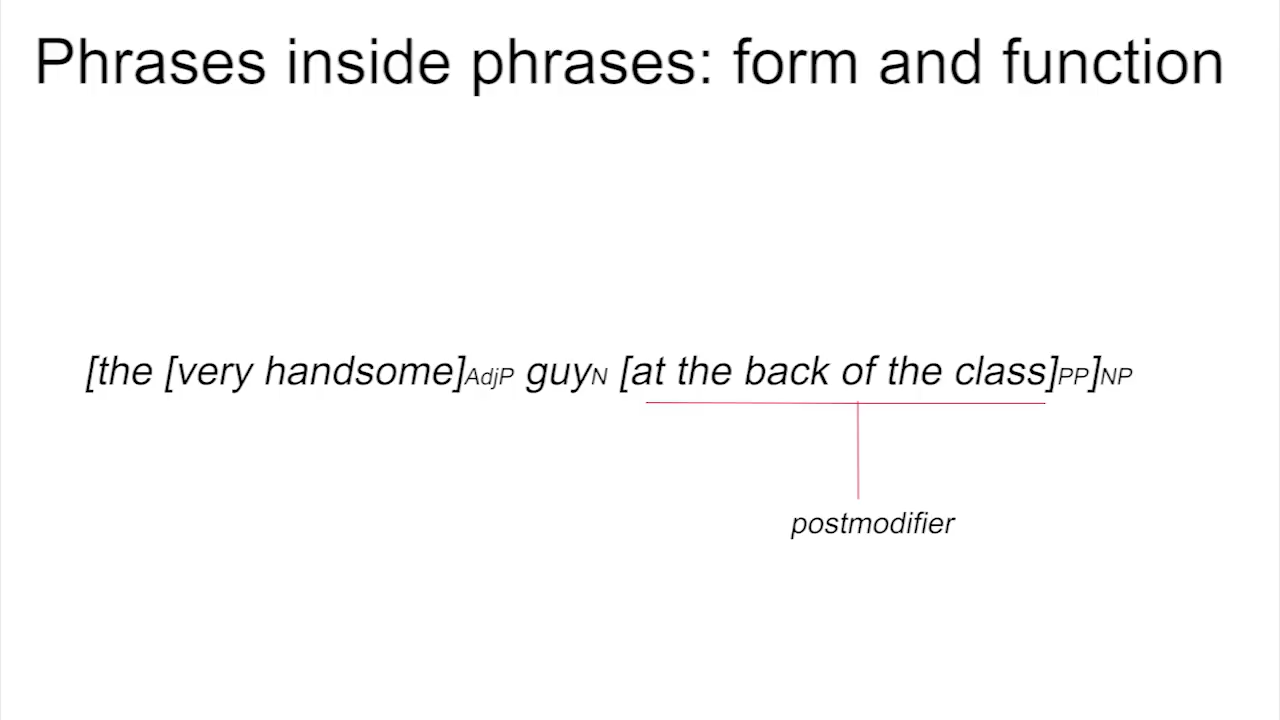 Phrases inside phrases: form and function
[the [very handsome]AdjP guyN [at the back of the class]PP]NP
postmodifier